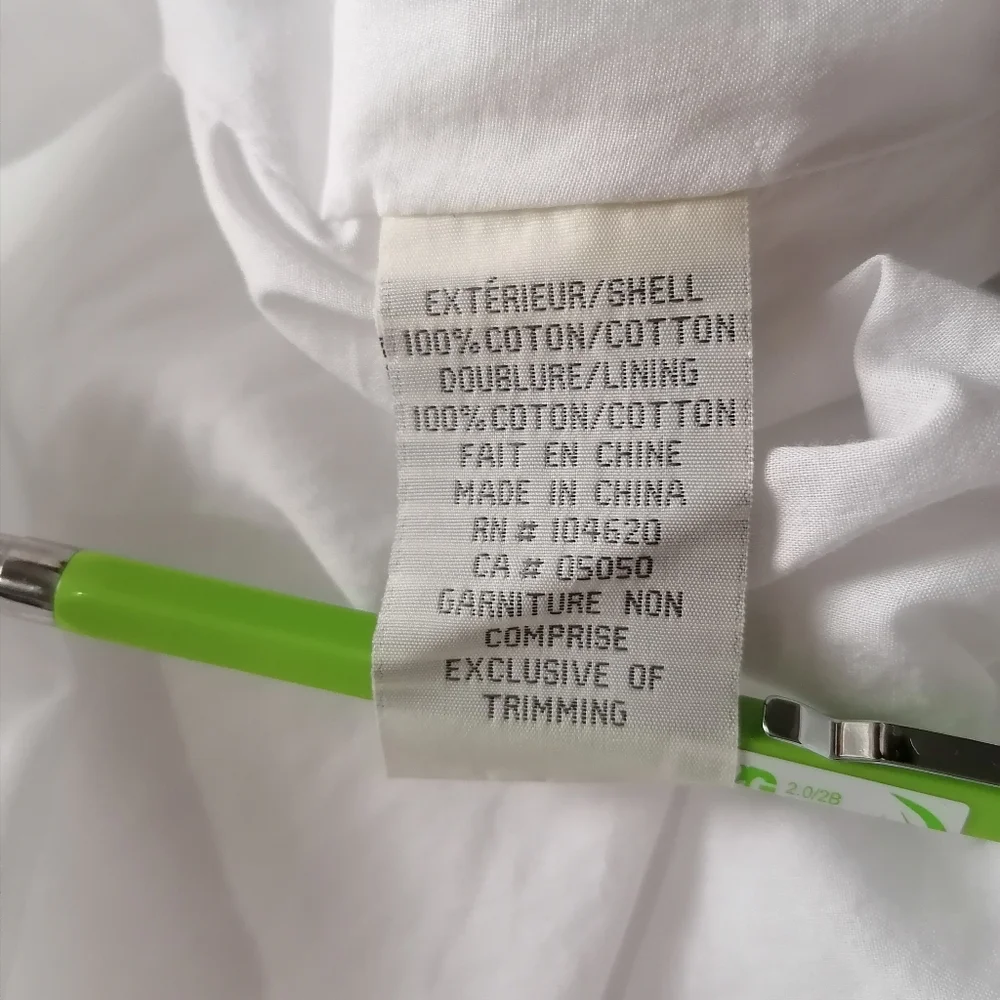 EXTÉRIEUR/SHELL
100%COTON/COTTON
DOUBLURE/LINING
100%COTON/COTTON
FAIT EN CHINE
MADE IN CHINA
RN # 104620
CA # 05050
GARNITURE NON
COMPRISE
EXCLUSIVE OF
TRIMMING
2.0/2B